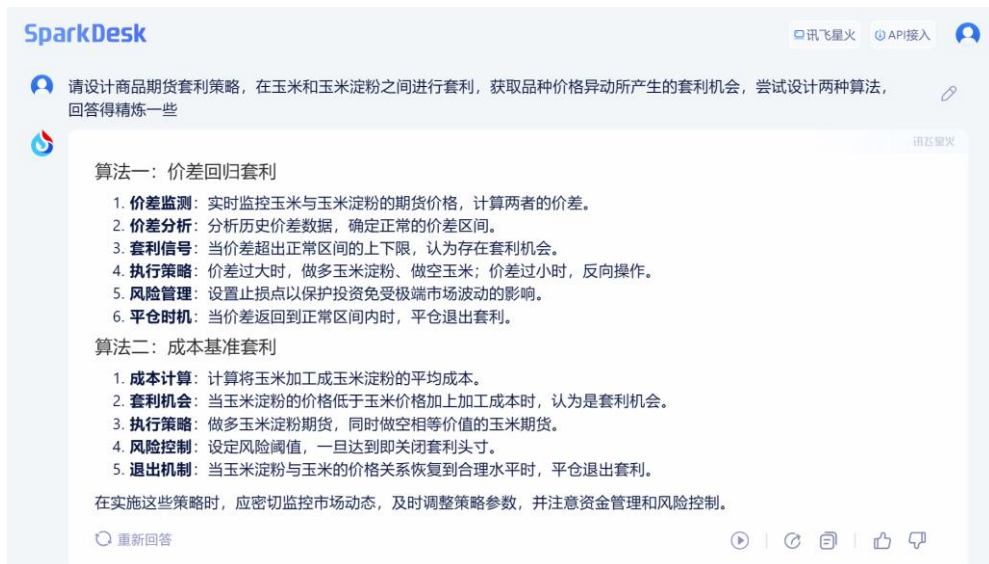 SparkDesk
讯飞星火
API接入
请设计商品期货套利策略，在玉米和玉米淀粉之间进行套利，获取品种价格异动所产生的套利机会，尝试设计两种算法，
回答得精炼一些
讯飞星火
算法一：价差回归套利
1. 价差监测：实时监控玉米与玉米淀粉的期货价格，计算两者的价差。
2. 价差分析：分析历史价差数据，确定正常的价差区间。
3. 套利信号：当价差超出正常区间的上下限，认为存在套利机会。
4. 执行策略：价差过大时，做多玉米淀粉、做空玉米；价差过小时，反向操作。
5. 风险管理：设置止损点以保护投资免受极端市场波动的影响。
6. 平仓时机：当价差返回到正常区间内时，平仓退出套利。
算法二：成本基准套利
1. 成本计算：计算将玉米加工成玉米淀粉的平均成本。
2. 套利机会：当玉米淀粉的价格低于玉米价格加上加工成本时，认为是套利机会。
3. 执行策略：做多玉米淀粉期货，同时做空相等价值的玉米期货。
4. 风险控制：设定风险阈值，一旦达到即关闭套利头寸。
5. 退出机制：当玉米淀粉与玉米的价格关系恢复到合理水平时，平仓退出套利。
在实施这些策略时，应密切监控市场动态，及时调整策略参数，并注意资金管理和风险控制。
重新回答